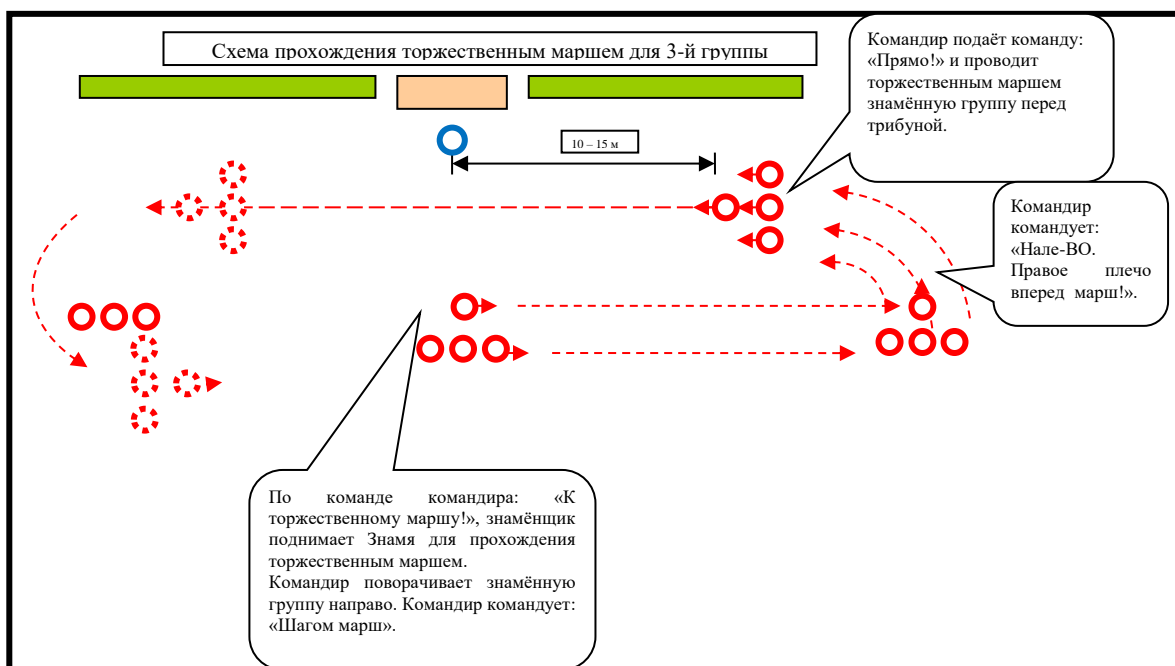 Схема прохождения торжественным маршем для 3-й группы
Командир подаёт команду:
«Прямо!» и проводит
торжественным маршем
знамённую группу перед
трибуной.
10 – 15 м
Командир
командует:
«Нале-ВО.
Правое плечо
вперед марш!».
По команде командира: «К
торжественному маршу!», знамёнщик
поднимает Знамя для прохождения
торжественным маршем.
Командир поворачивает знамённую
группу направо. Командир командует:
«Шагом марш».